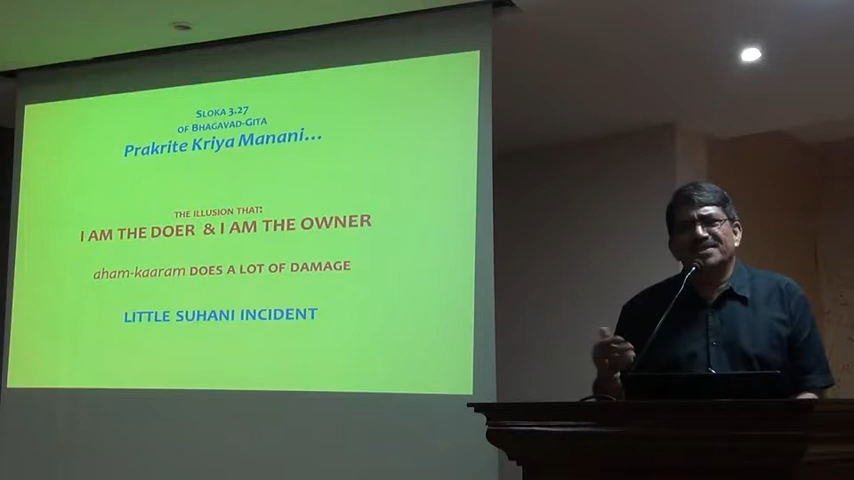 SLOKA 3.27
OF BHAGAVAD-GITA
Prakrite Kriya Manani...
THE ILLUSION THAT:
I AM THE DOER & I AM THE OWNER
aham-kaaram DOES A LOT OF DAMAGE
LITTLE SUHANI INCIDENT